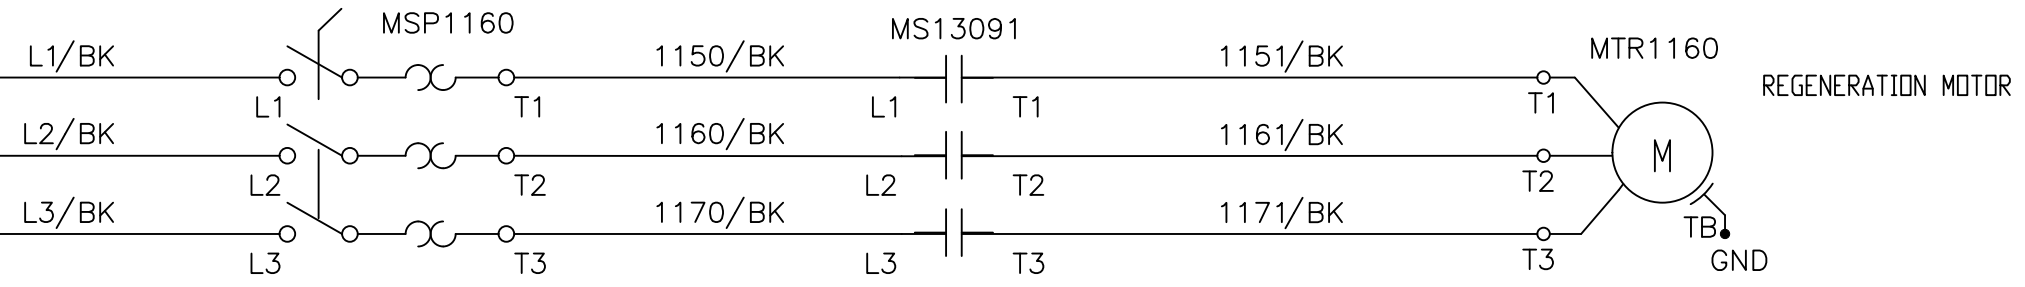 MSP1160
MS13091
MTR1160
L1/BK
1150/BK
1151/BK
REGENERATION MOTOR
L1
T1
L1
T1
T1
L2/BK
1160/BK
1161/BK
M
L2
T2
L2
T2
T2
L3/BK
1170/BK
1171/BK
TB
L3
T3
L3
T3
T3
GND